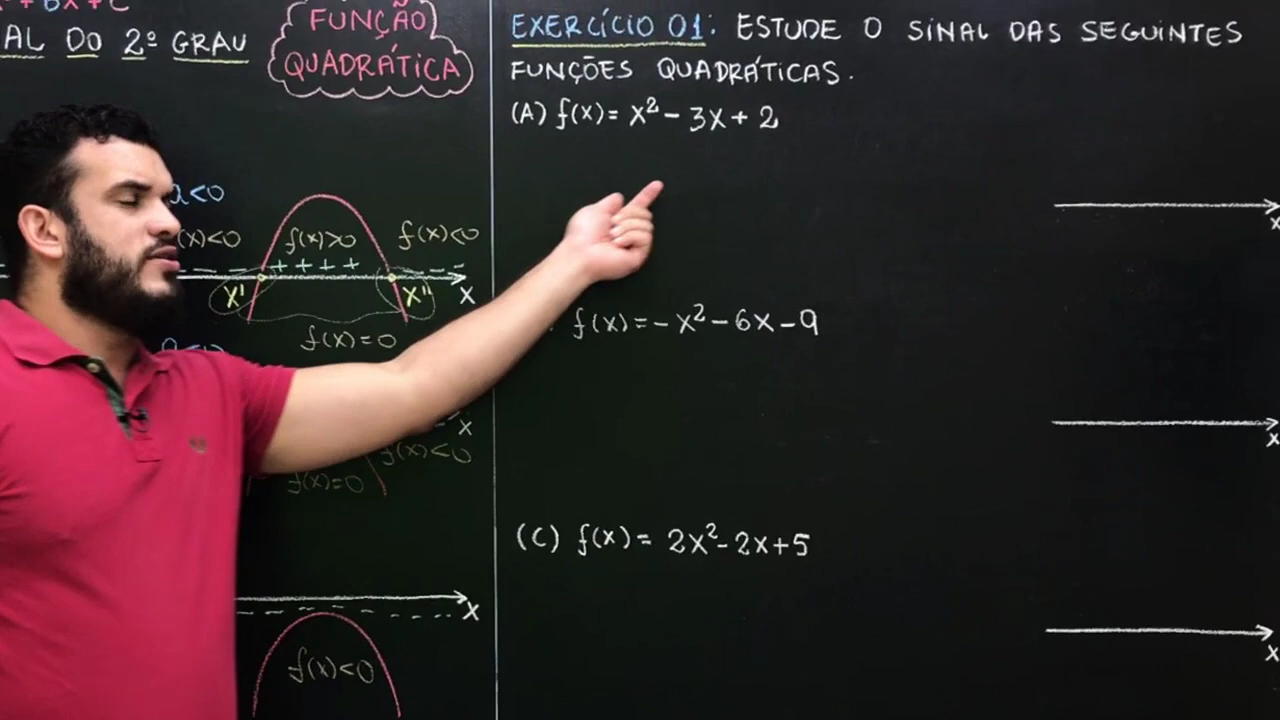 AL DO 2º GRAU
FUNÇÃO
QUADRÁTICA
a<0
f(x)>0
f(x)<0
+ + + +
x' x'' x
f(x)=0
x
f(x)<0
f(x)=0
x
f(x)<0
EXERCÍCIO 01: ESTUDE O SINAL DAS SEGUINTES
FUNÇÕES QUADRÁTICAS.
(A) f(x)= x² - 3x + 2
x
f(x)= - x² - 6x - 9
x
(C) f(x)= 2x² - 2x + 5
x